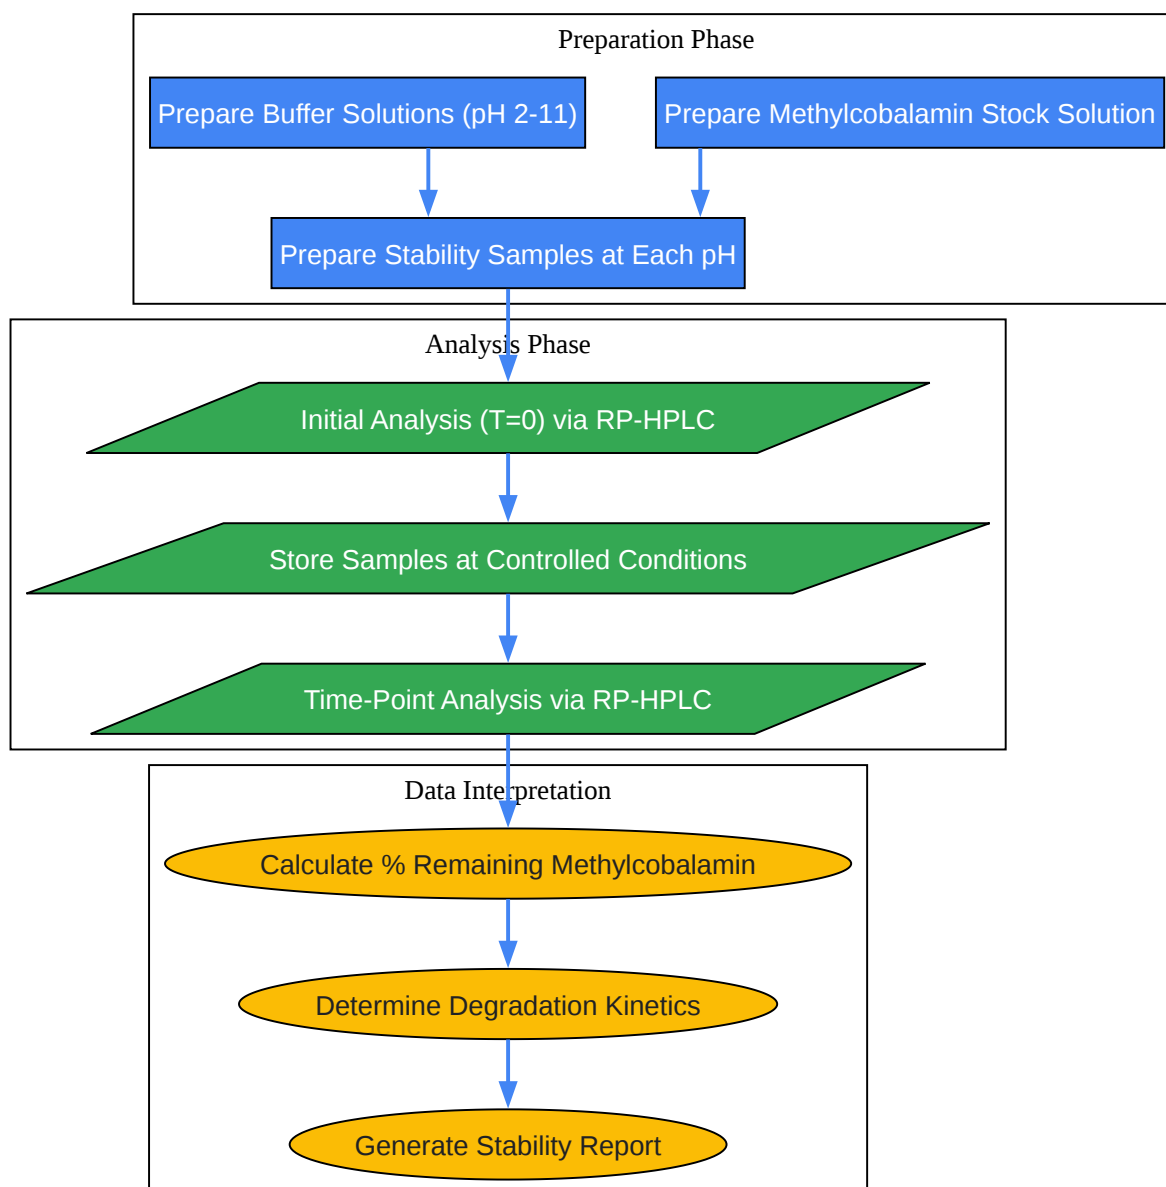 Preparation Phase
Prepare Buffer Solutions (pH 2-11)
Prepare Methylcobalamin Stock Solution
Prepare Stability Samples at Each pH
Analysis Phase
Initial Analysis (T=0) via RP-HPLC
Store Samples at Controlled Conditions
Time-Point Analysis via RP-HPLC
Data Interpretation
Calculate % Remaining Methylcobalamin
Determine Degradation Kinetics
Generate Stability Report